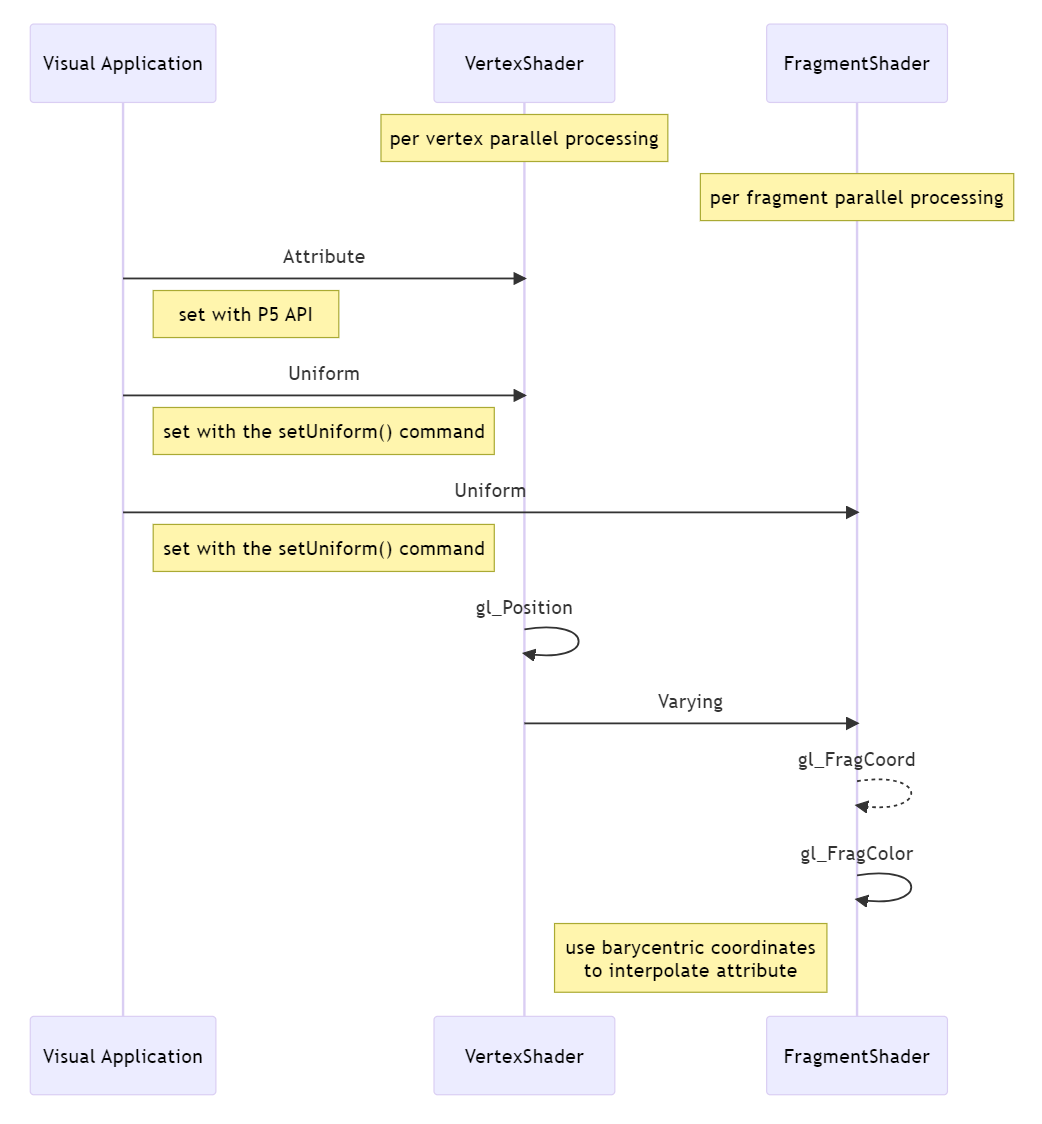 Visual Application
VertexShader
FragmentShader
per vertex parallel processing
per fragment parallel processing
Attribute
set with P5 API
Uniform
set with the setUniform() command
Uniform
set with the setUniform() command
gl_Position
Varying
gl_FragCoord
gl_FragColor
use barycentric coordinates
to interpolate attribute
Visual Application
VertexShader
FragmentShader